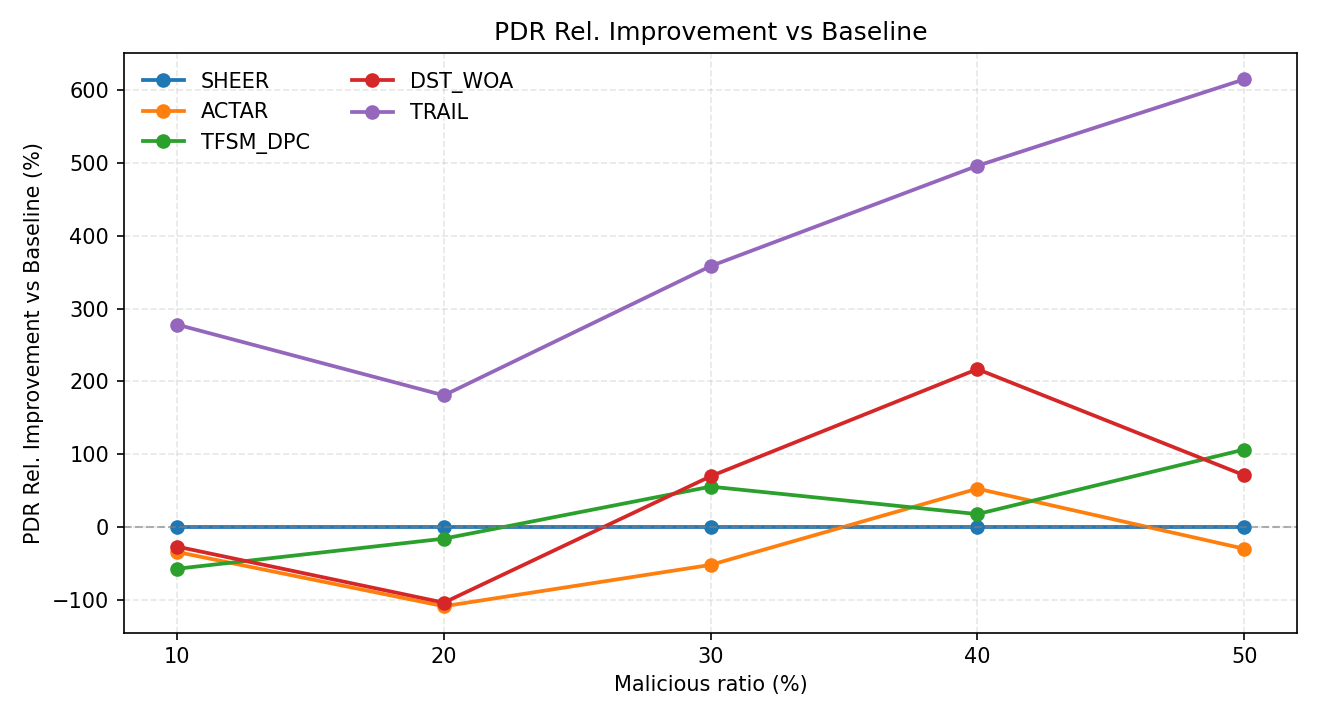 PDR Rel. Improvement vs Baseline
SHEER
ACTAR
TFSM_DPC
DST_WOA
TRAIL
PDR Rel. Improvement vs Baseline (%)
600
500
400
300
200
100
0
−100
10 20 30 40 50
Malicious ratio (%)